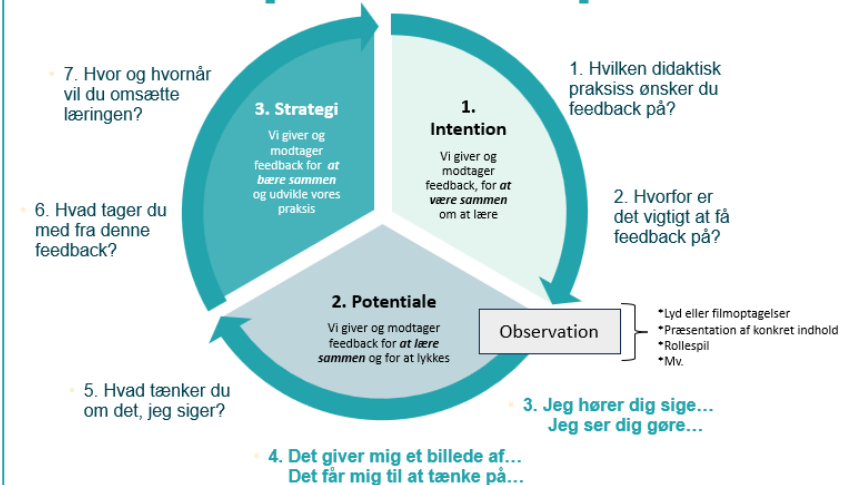 1.
Intention
Vi giver og
modtager
feedback, for at
være sammen
om at lære
1. Hvilken didaktisk
praksiss ønsker du
feedback på?
2. Hvorfor er
det vigtigt at få
feedback på?
Observation
*Lyd eller filmoptagelser
*Præsentation af konkret indhold
*Rollespil
*Mv.
2. Potentiale
Vi giver og modtager
feedback for at lære
sammen og for at lykkes
3. Jeg hører dig sige…
Jeg ser dig gøre…
4. Det giver mig et billede af…
Det får mig til at tænke på…
5. Hvad tænker du
om det, jeg siger?
3. Strategi
Vi giver og
modtager
feedback for at
bære sammen
og udvikle vores
praksis
6. Hvad tager du
med fra denne
feedback?
7. Hvor og hvornår
vil du omsætte
læringen?